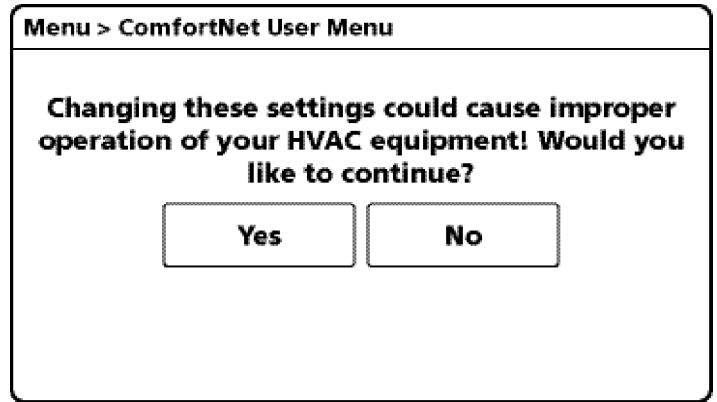 Menu > ComfortNet User Menu
Changing these settings could cause improper
operation of your HVAC equipment! Would you
like to continue?
Yes No